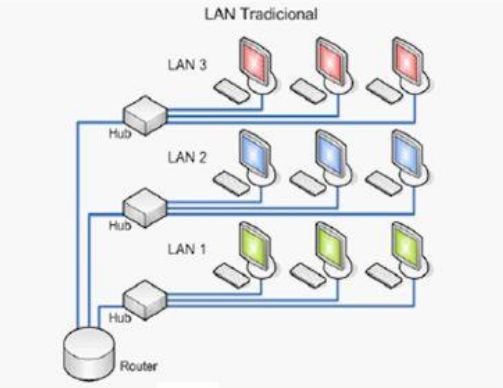 LAN Tradicional
LAN 3
Hub
LAN 2
Hub
LAN 1
Hub
Router